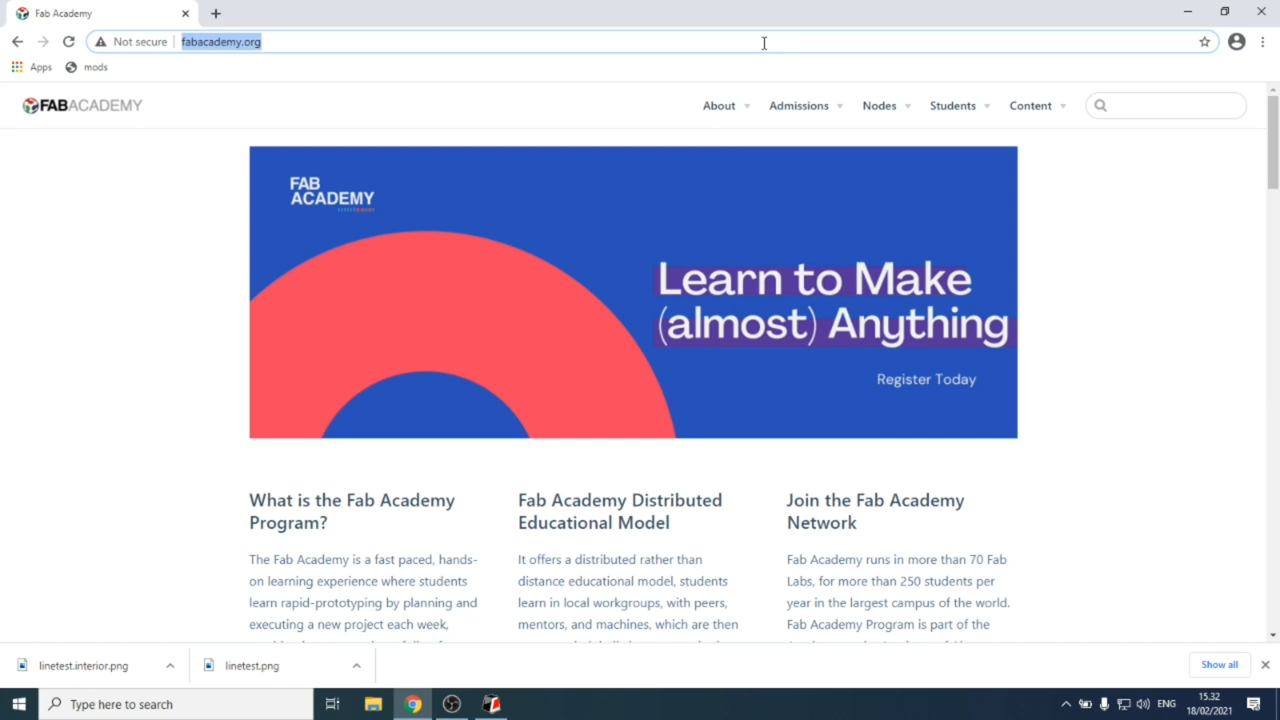 Fab Academy
Not secure
fabacademy.org
Apps
mods
FABACADEMY
About
Admissions
Nodes
Students
Content
FAB
ACADEMY
Learn to Make
(almost) Anything
Register Today
What is the Fab Academy
Program?
The Fab Academy is a fast paced, hands-
on learning experience where students
learn rapid-prototyping by planning and
executing a new project each week,
Fab Academy Distributed
Educational Model
It offers a distributed rather than
distance educational model, students
learn in local workgroups, with peers,
mentors, and machines, which are then
Join the Fab Academy
Network
Fab Academy runs in more than 70 Fab
Labs, for more than 250 students per
year in the largest campus of the world.
Fab Academy Program is part of the
linetest.interior.png
linetest.png
Show all
Type here to search
ENG
15.32
18/02/2021